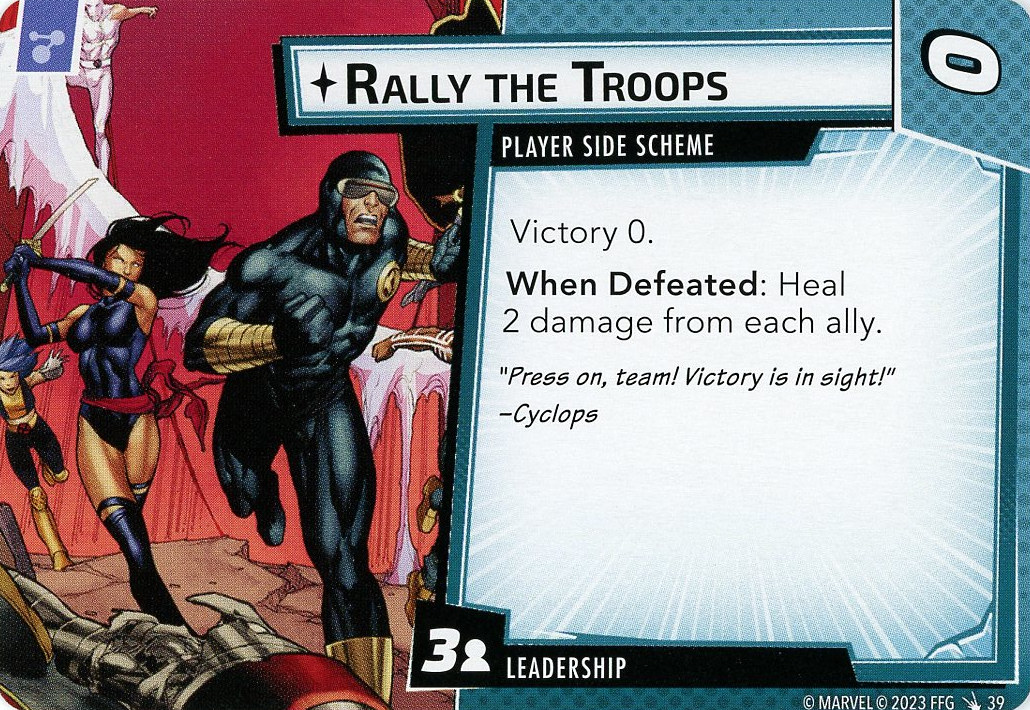 RALLY THE TROOPS
0
PLAYER SIDE SCHEME
Victory 0.
When Defeated: Heal
2 damage from each ally.
"Press on, team! Victory is in sight!"
–Cyclops
3
LEADERSHIP
© MARVEL © 2023 FFG 39